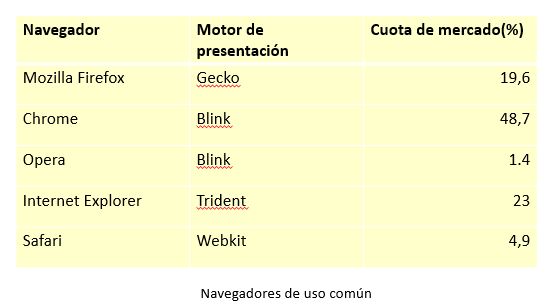 Navegador Motor de presentación Cuota de mercado(%)
Mozilla Firefox Gecko 19,6
Chrome Blink 48,7
Opera Blink 1.4
Internet Explorer Trident 23
Safari Webkit 4,9
Navegadores de uso común